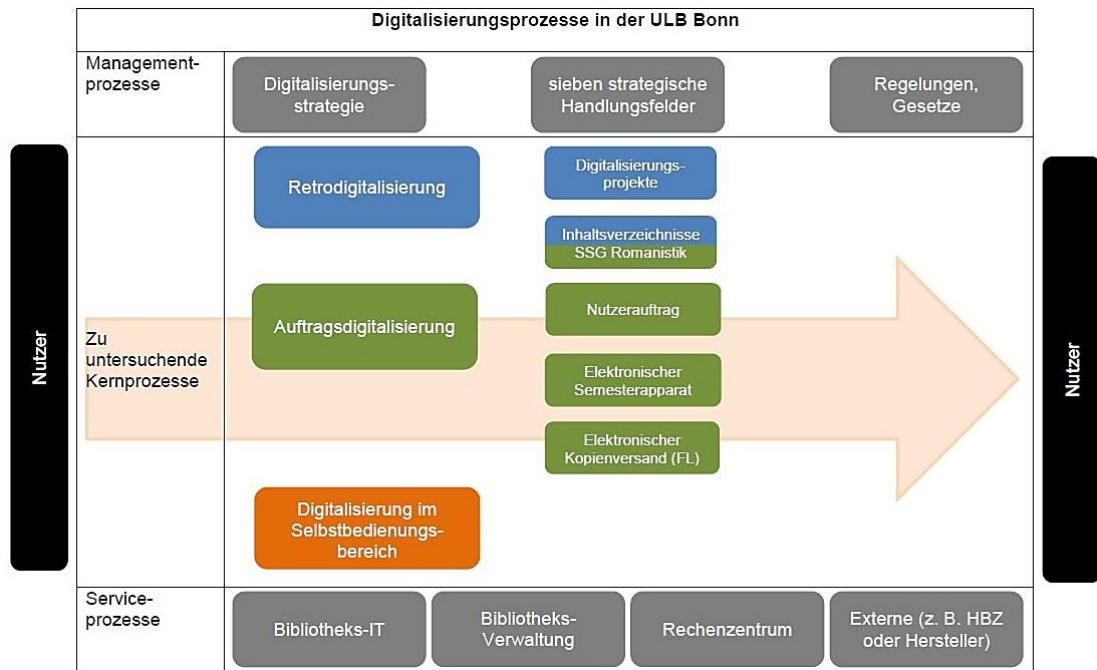 Digitalisierungsprozesse in der ULB Bonn
Management-
prozesse
Digitalisierungs-
strategie
sieben strategische
Handlungsfelder
Regelungen,
Gesetze
Nutzer
Zu
untersuchende
Kernprozesse
Retrodigitalisierung
Digitalisierungs-
projekte
Inhaltsverzeichnisse
SSG Romanistik
Auftragsdigitalisierung
Nutzerauftrag
Elektronischer
Semesterapparat
Elektronischer
Kopienversand (FL)
Digitalisierung im
Selbstbedienungs-
bereich
Nutzer
Service-
prozesse
Bibliotheks-IT
Bibliotheks-
Verwaltung
Rechenzentrum
Externe (z. B. HBZ
oder Hersteller)